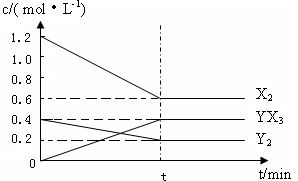 c/( mol • L⁻¹)
1.2
1.0
0.8
0.6
0.4
0.2
0
X₂
YX₃
Y₂
t
t/min